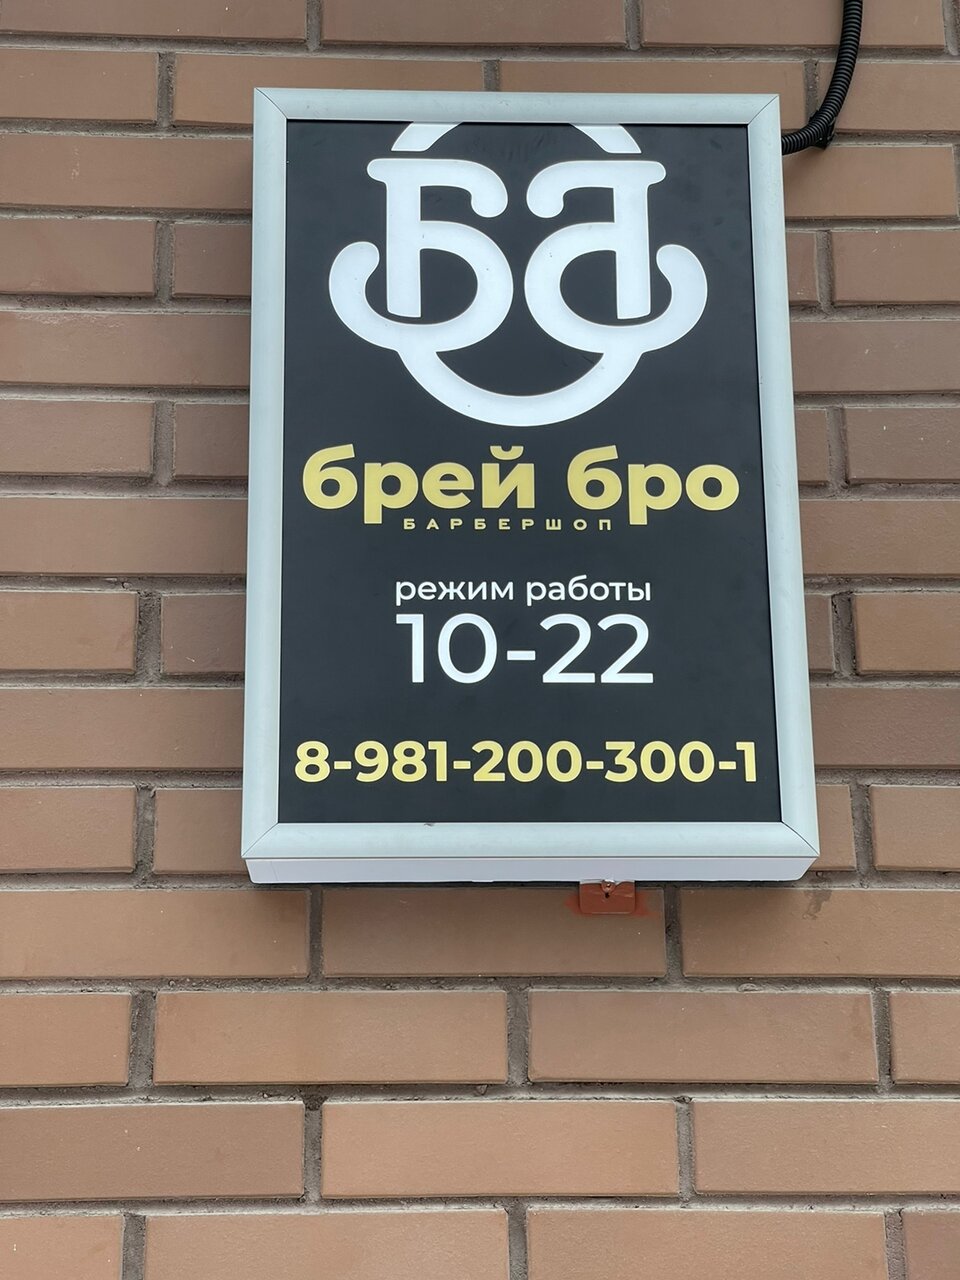 брей бро
БАРБЕРШОП
режим работы
10-22
8-981-200-300-1